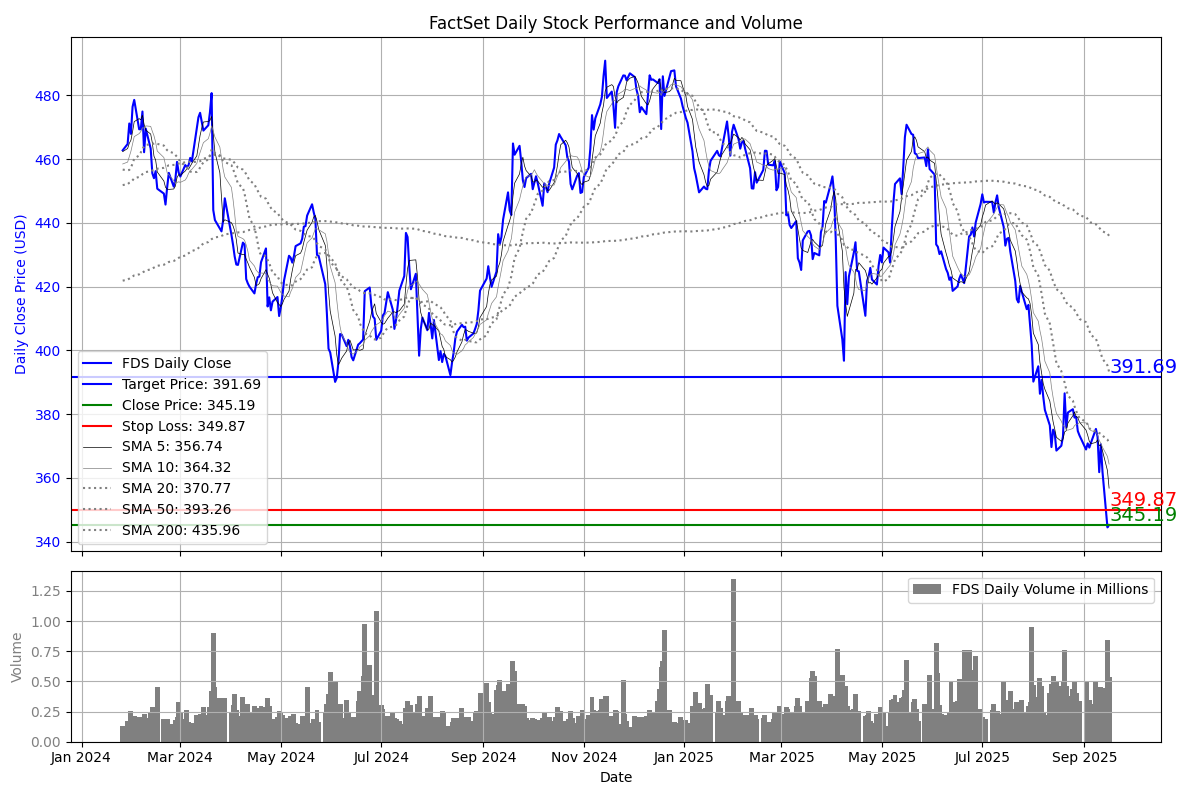 FactSet Daily Stock Performance and Volume
Daily Close Price (USD)
480
460
440
420
400
380
360
340
391.69
349.87
345.19
FDS Daily Close
Target Price: 391.69
Close Price: 345.19
Stop Loss: 349.87
SMA 5: 356.74
SMA 10: 364.32
SMA 20: 370.77
SMA 50: 393.26
SMA 200: 435.96
Volume
1.25
1.00
0.75
0.50
0.25
0.00
FDS Daily Volume in Millions
Jan 2024 Mar 2024 May 2024 Jul 2024 Sep 2024 Nov 2024 Jan 2025 Mar 2025 May 2025 Jul 2025 Sep 2025
Date